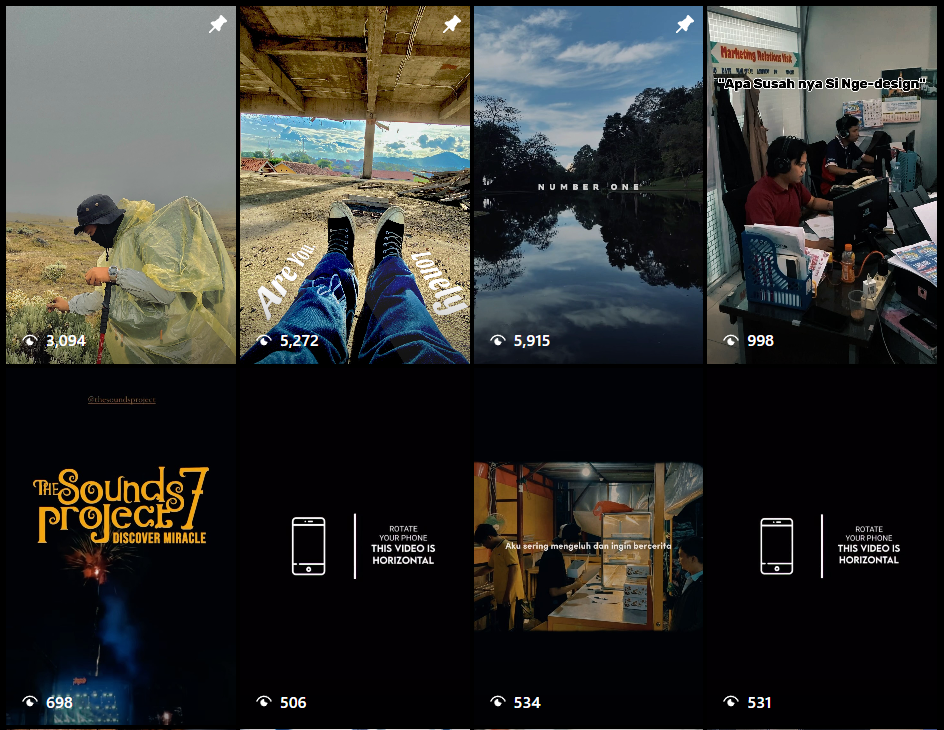 3,094
Are You
Lonely
5,272
NUMBER ONE
5,915
Marketing Relations Visit
"Apa Susah nya Si Nge-design"
998
@thesoundsproject
THE Sounds 7
project
DISCOVER MIRACLE
698
ROTATE
YOUR PHONE
THIS VIDEO IS
HORIZONTAL
506
Aku sering mengeluh dan ingin bercerita
534
ROTATE
YOUR PHONE
THIS VIDEO IS
HORIZONTAL
531